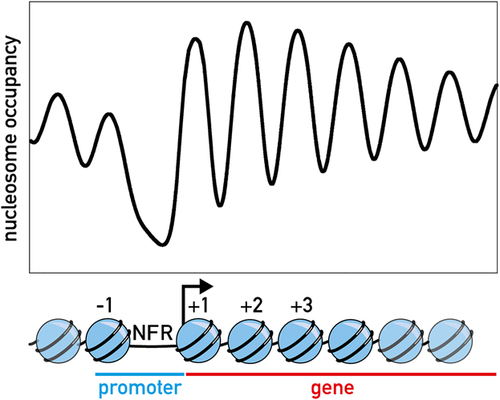 nucleosome occupancy
-1
NFR
+1
+2
+3
promoter
gene